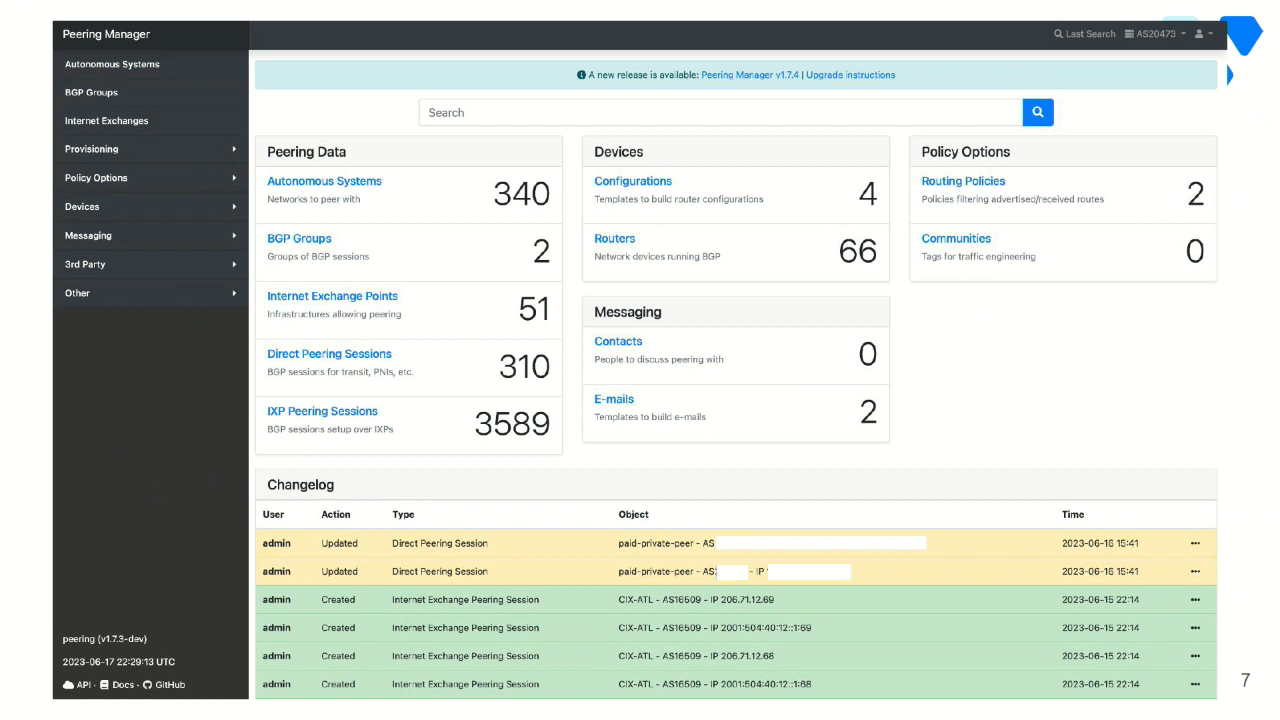 Peering Manager
Last Search AS20473
Autonomous Systems
BGP Groups
Internet Exchanges
Provisioning
Policy Options
Devices
Messaging
3rd Party
Other
peering (v1.7.3-dev)
2023-06-17 22:29:13 UTC
API · Docs · GitHub
A new release is available: Peering Manager v1.7.4 | Upgrade instructions
Search
Peering Data
Autonomous Systems
Networks to peer with
340
BGP Groups
Groups of BGP sessions
2
Internet Exchange Points
Infrastructures allowing peering
51
Direct Peering Sessions
BGP sessions for transit, PNIs, etc.
310
IXP Peering Sessions
BGP sessions setup over IXPs
3589
Devices
Configurations
Templates to build router configurations
4
Routers
Network devices running BGP
66
Messaging
Contacts
People to discuss peering with
0
E-mails
Templates to build e-mails
2
Policy Options
Routing Policies
Policies filtering advertised/received routes
2
Communities
Tags for traffic engineering
0
Changelog
User Action Type Object Time
admin Updated Direct Peering Session paid-private-peer - AS 2023-06-16 15:41
admin Updated Direct Peering Session paid-private-peer - AS - IP 2023-06-16 15:41
admin Created Internet Exchange Peering Session CIX-ATL - AS16509 - IP 206.71.12.69 2023-06-15 22:14
admin Created Internet Exchange Peering Session CIX-ATL - AS16509 - IP 2001:504:40:12::1:69 2023-06-15 22:14
admin Created Internet Exchange Peering Session CIX-ATL - AS16509 - IP 206.71.12.68 2023-06-15 22:14
admin Created Internet Exchange Peering Session CIX-ATL - AS16509 - IP 2001:504:40:12::1:68 2023-06-15 22:14
7